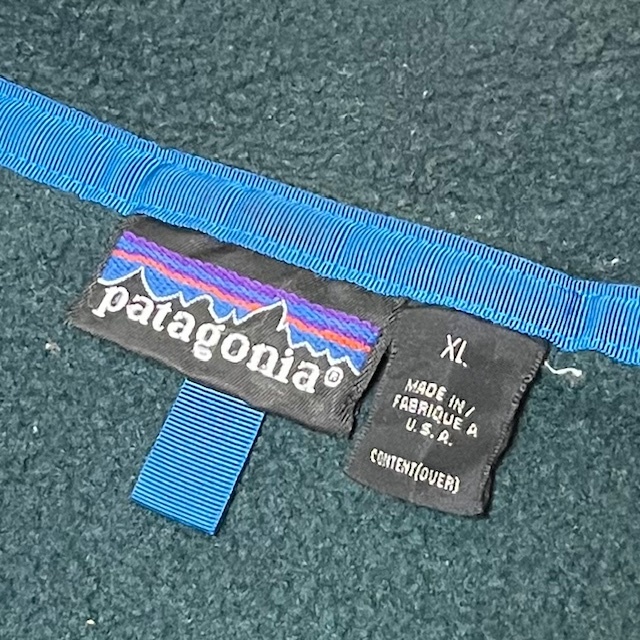 patagonia®
XL
MADE IN/
FABRIQUE A
U.S.A.
CONTENT(OVER)